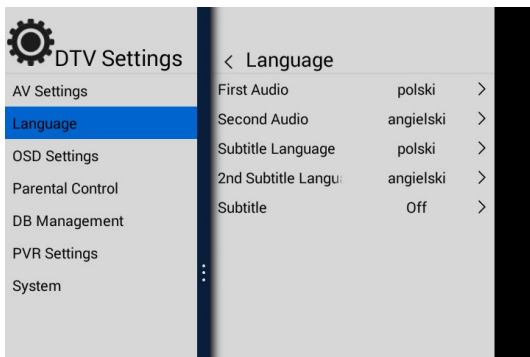 DTV Settings
AV Settings
Language
OSD Settings
Parental Control
DB Management
PVR Settings
System
< Language
First Audio polski >
Second Audio angielski >
Subtitle Language polski >
2nd Subtitle Langu angielski >
Subtitle Off >